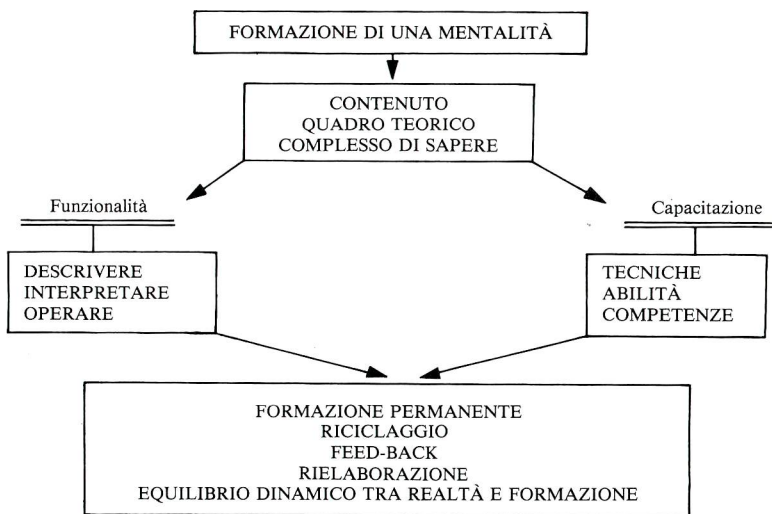 FORMAZIONE DI UNA MENTALITÀ
CONTENUTO
QUADRO TEORICO
COMPLESSO DI SAPERE
Funzionalità
Capacitazione
DESCRIVERE
INTERPRETARE
OPERARE
TECNICHE
ABILITÀ
COMPETENZE
FORMAZIONE PERMANENTE
RICICLAGGIO
FEED-BACK
RIELABORAZIONE
EQUILIBRIO DINAMICO TRA REALTÀ E FORMAZIONE